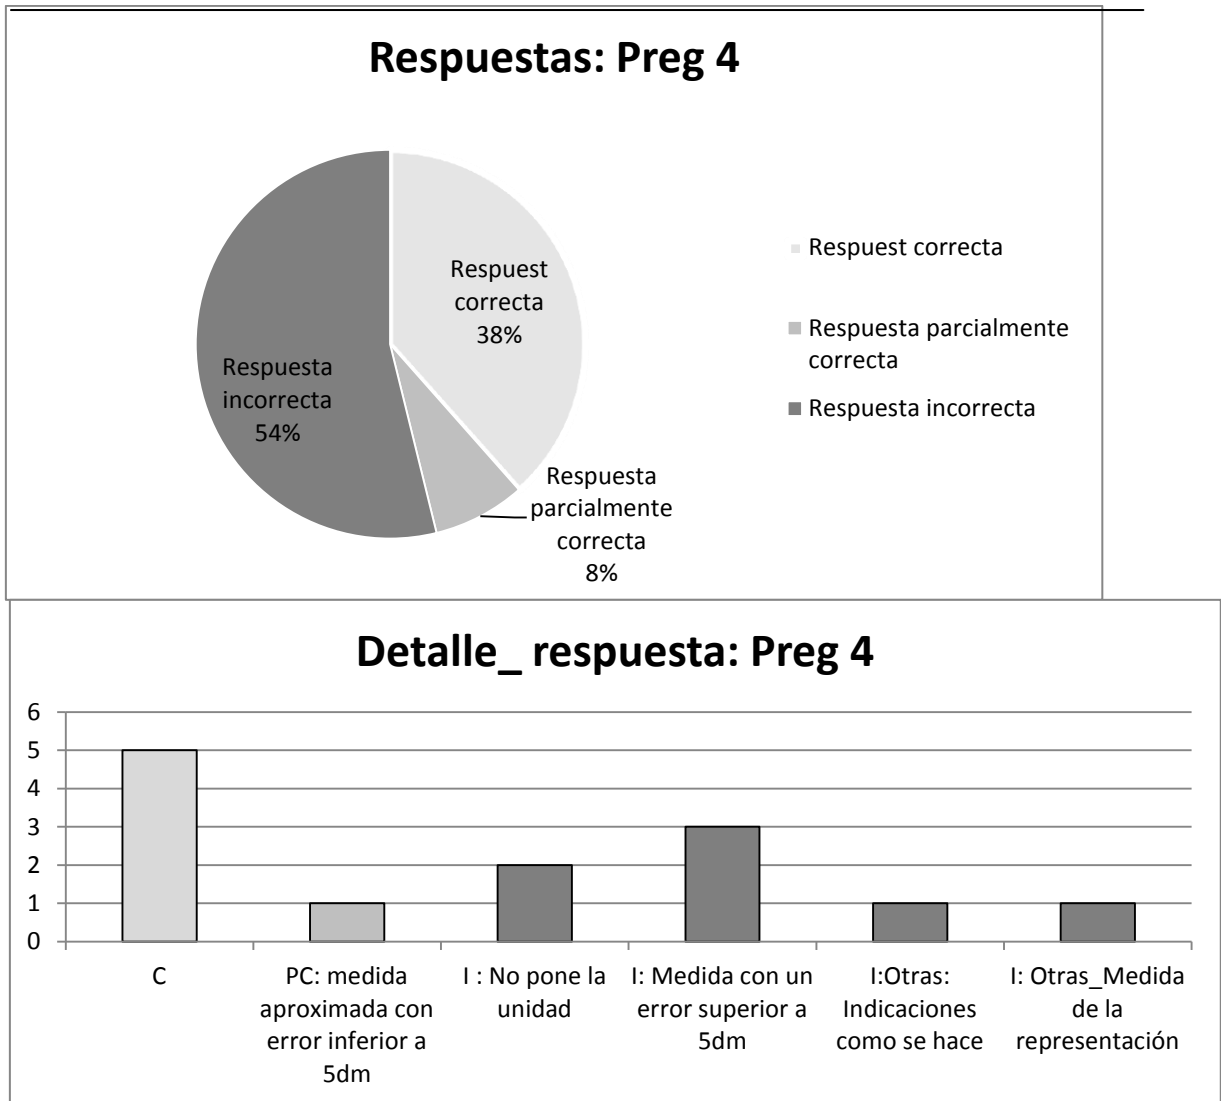 Respuestas: Preg 4
Respuest
correcta
38%
Respuesta
incorrecta
54%
Respuesta
parcialmente
correcta
8%
Respuest correcta
Respuesta parcialmente
correcta
Respuesta incorrecta
Detalle_ respuesta: Preg 4
6
5
4
3
2
1
0
C
PC: medida
aproximada con
error inferior a
5dm
I : No pone la
unidad
I: Medida con un
error superior a
5dm
I:Otras:
Indicaciones
como se hace
I: Otras_Medida
de la
representación